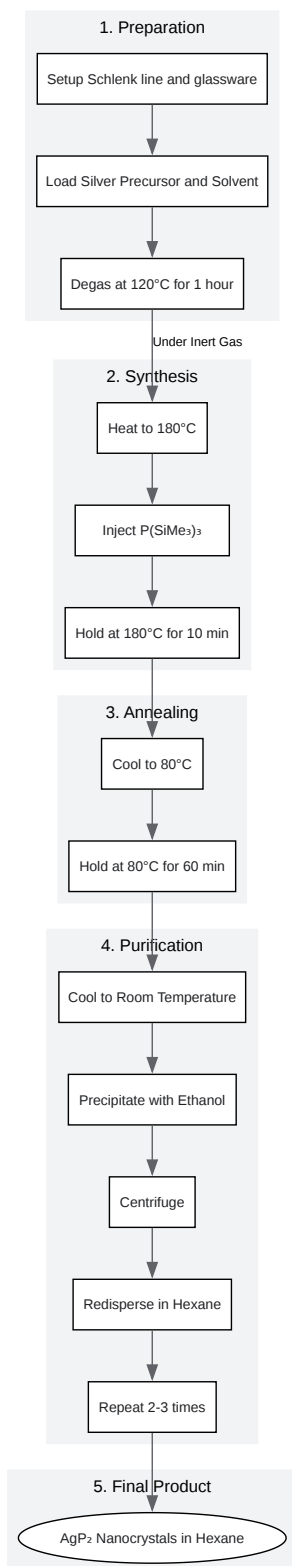 1. Preparation
Setup Schlenk line and glassware
Load Silver Precursor and Solvent
Degas at 120°C for 1 hour
Under Inert Gas
2. Synthesis
Heat to 180°C
Inject P(SiMe₃)₃
Hold at 180°C for 10 min
3. Annealing
Cool to 80°C
Hold at 80°C for 60 min
4. Purification
Cool to Room Temperature
Precipitate with Ethanol
Centrifuge
Redisperse in Hexane
Repeat 2-3 times
5. Final Product
AgP₂ Nanocrystals in Hexane